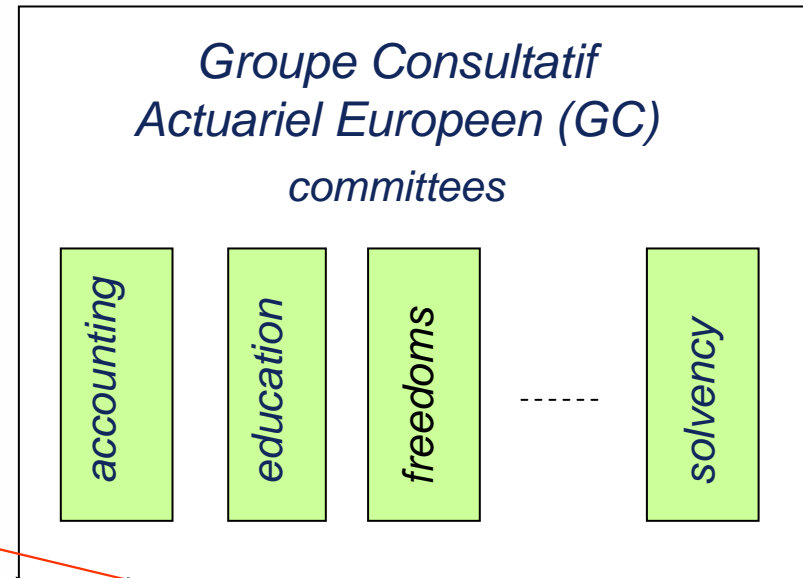 Groupe Consultatif
Actuariel Europeen (GC)
committees
accounting
education
freedoms
------
solvency